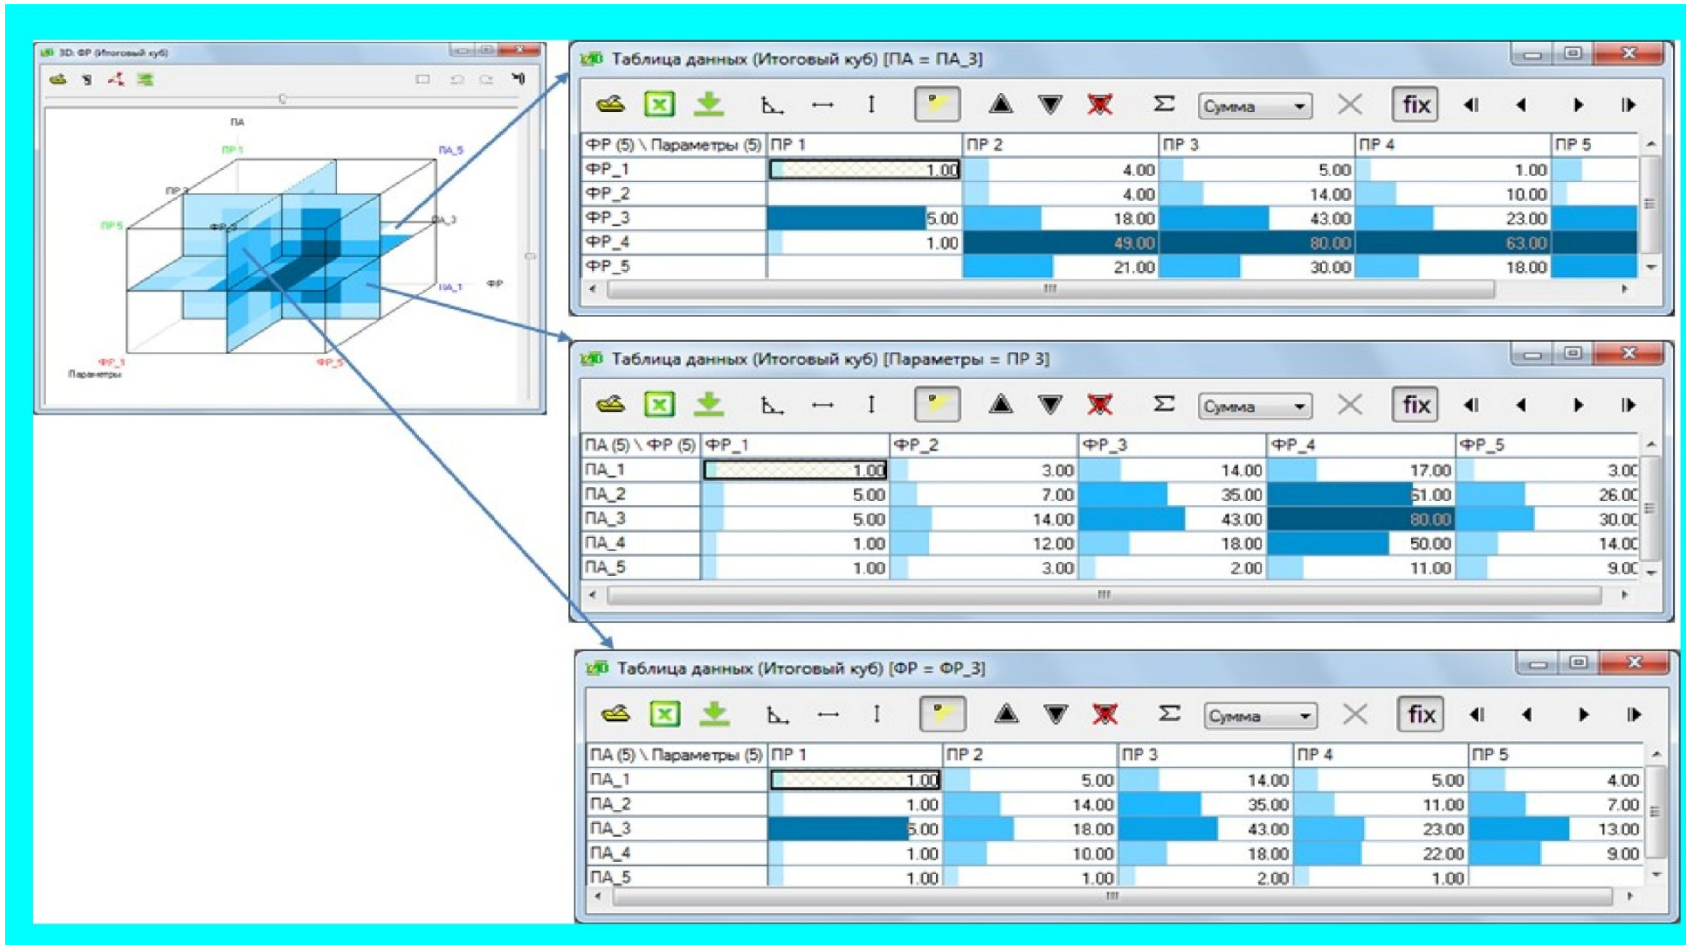 3D: ФР (Итоговый куб)
ПА
ПР 1
ПА_5
ПР 3
ПА_3
ПР 5
ФР_3
ПА_1
ФР
ФР_1
ФР_5
Параметры
Таблица данных (Итоговый куб) [ПА = ПА_3]
Сумма fix
ФР (5) \ Параметры (5) ПР 1 ПР 2 ПР 3 ПР 4 ПР 5
ФР_1 1.00 4.00 5.00 1.00
ФР_2 4.00 14.00 10.00
ФР_3 5.00 18.00 43.00 23.00
ФР_4 1.00 49.00 80.00 63.00
ФР_5 21.00 30.00 18.00
Таблица данных (Итоговый куб) [Параметры = ПР 3]
Сумма fix
ПА (5) \ ФР (5) ФР_1 ФР_2 ФР_3 ФР_4 ФР_5
ПА_1 1.00 3.00 14.00 17.00 3.00
ПА_2 5.00 7.00 35.00 61.00 26.00
ПА_3 5.00 14.00 43.00 80.00 30.00
ПА_4 1.00 12.00 18.00 50.00 14.00
ПА_5 1.00 3.00 2.00 11.00 9.00
Таблица данных (Итоговый куб) [ФР = ФР_3]
Сумма fix
ПА (5) \ Параметры (5) ПР 1 ПР 2 ПР 3 ПР 4 ПР 5
ПА_1 1.00 5.00 14.00 5.00 4.00
ПА_2 1.00 14.00 35.00 11.00 7.00
ПА_3 5.00 18.00 43.00 23.00 13.00
ПА_4 1.00 10.00 18.00 22.00 9.00
ПА_5 1.00 1.00 2.00 1.00